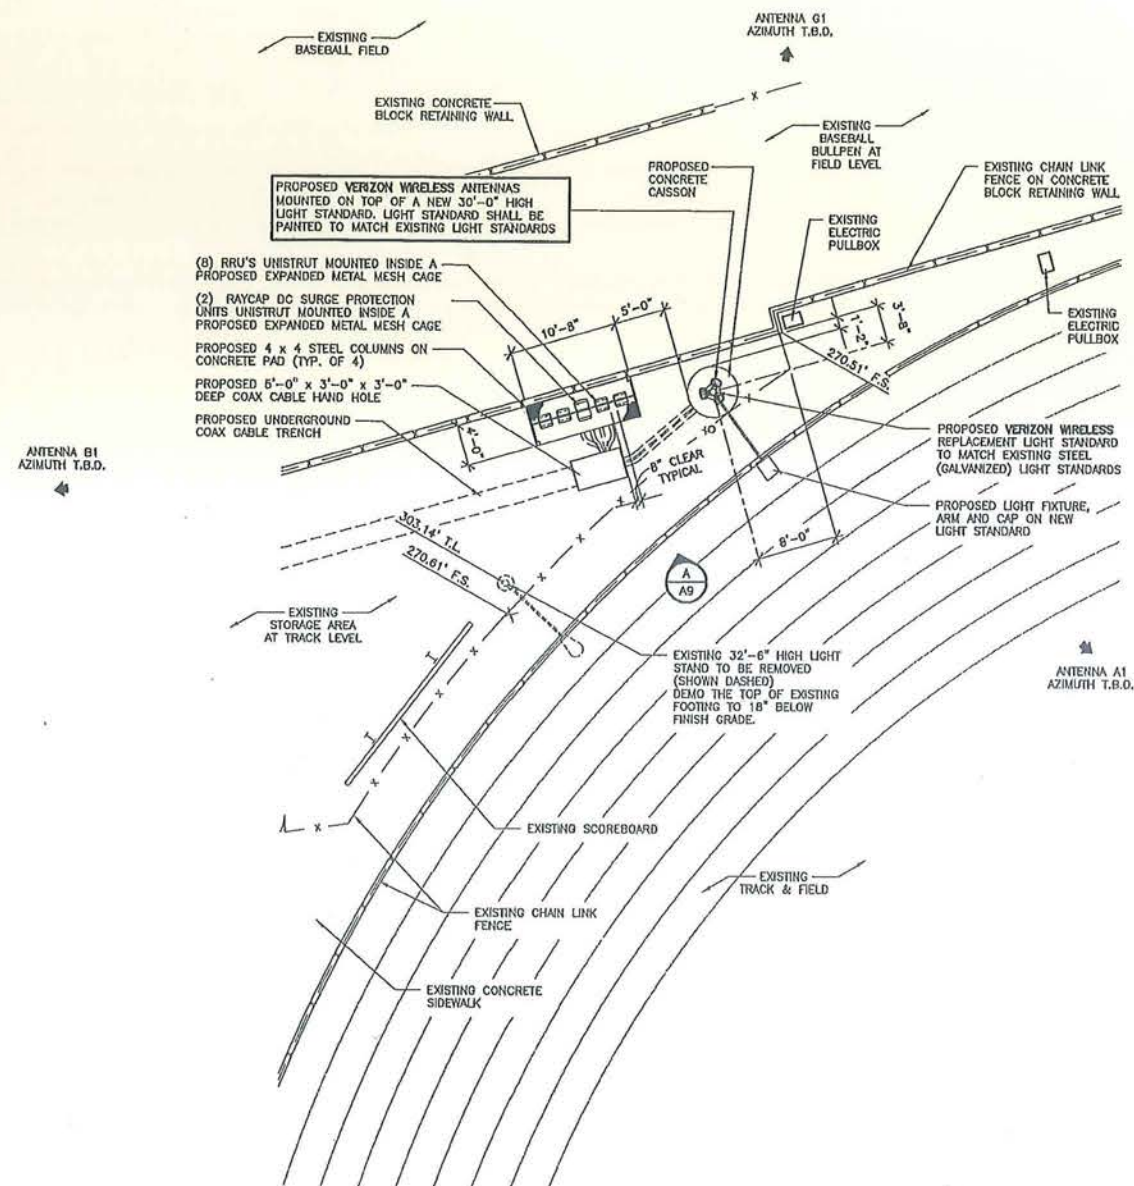 ANTENNA G1
AZIMUTH T.B.D.
EXISTING
BASEBALL FIELD
EXISTING CONCRETE
BLOCK RETAINING WALL
X
EXISTING
BASEBALL
BULLPEN AT
FIELD LEVEL
PROPOSED
CONCRETE
CAISSON
EXISTING CHAIN LINK
FENCE ON CONCRETE
BLOCK RETAINING WALL
PROPOSED VERIZON WIRELESS ANTENNAS
MOUNTED ON TOP OF A NEW 30'-0" HIGH
LIGHT STANDARD. LIGHT STANDARD SHALL BE
PAINTED TO MATCH EXISTING LIGHT STANDARDS
EXISTING
ELECTRIC
PULLBOX
(8) RRU'S UNISTRUT MOUNTED INSIDE A
PROPOSED EXPANDED METAL MESH CAGE
(2) RAYCAP DC SURGE PROTECTION
UNITS UNISTRUT MOUNTED INSIDE A
PROPOSED EXPANDED METAL MESH CAGE
PROPOSED 4 x 4 STEEL COLUMNS ON
CONCRETE PAD (TYP. OF 4)
PROPOSED 5'-0" x 3'-0" x 3'-0"
DEEP COAX CABLE HAND HOLE
PROPOSED UNDERGROUND
COAX CABLE TRENCH
10'-8"
5'-0"
1'-2"
3'-8"
270.51' F.S.
EXISTING
ELECTRIC
PULLBOX
4'-0"
6" CLEAR
TYPICAL
ANTENNA B1
AZIMUTH T.B.D.
PROPOSED VERIZON WIRELESS
REPLACEMENT LIGHT STANDARD
TO MATCH EXISTING STEEL
(GALVANIZED) LIGHT STANDARDS
PROPOSED LIGHT FIXTURE,
ARM AND CAP ON NEW
LIGHT STANDARD
303.14' T.L.
270.61' F.S.
8'-0"
A
A9
EXISTING
STORAGE AREA
AT TRACK LEVEL
EXISTING 32'-6" HIGH LIGHT
STAND TO BE REMOVED
(SHOWN DASHED)
DEMO THE TOP OF EXISTING
FOOTING TO 18" BELOW
FINISH GRADE.
ANTENNA A1
AZIMUTH T.B.D.
EXISTING SCOREBOARD
EXISTING
TRACK & FIELD
EXISTING CHAIN LINK
FENCE
EXISTING CONCRETE
SIDEWALK